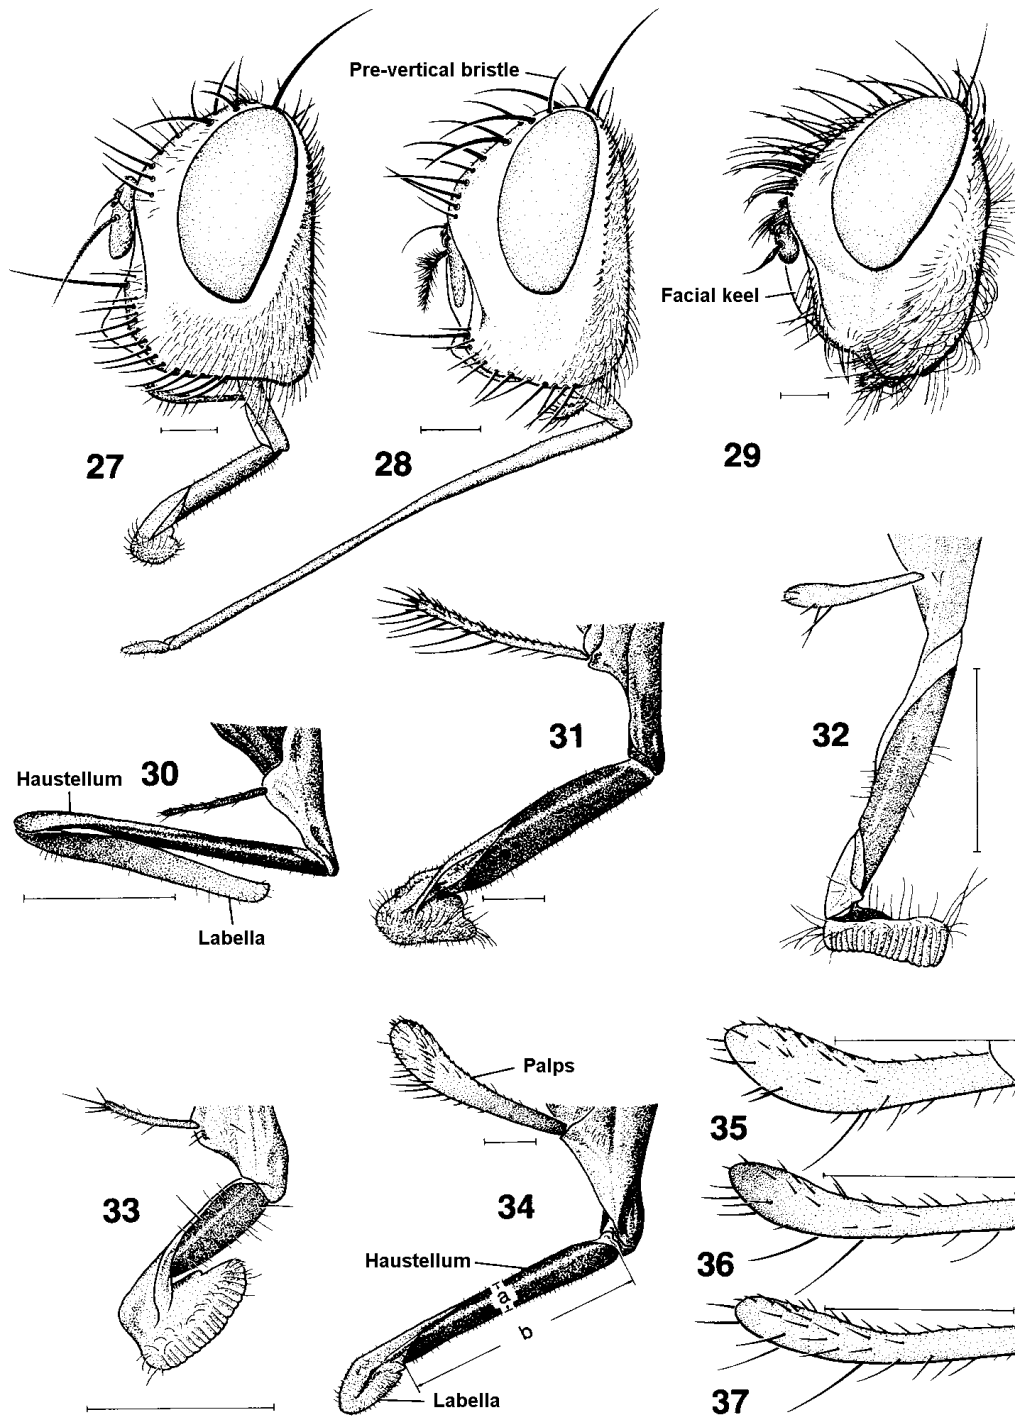 Pre-vertical bristle
Facial keel
27
28
29
32
31
30
Haustellum
Labella
Palps
35
33
34
36
Haustellum
a
b
37
Labella